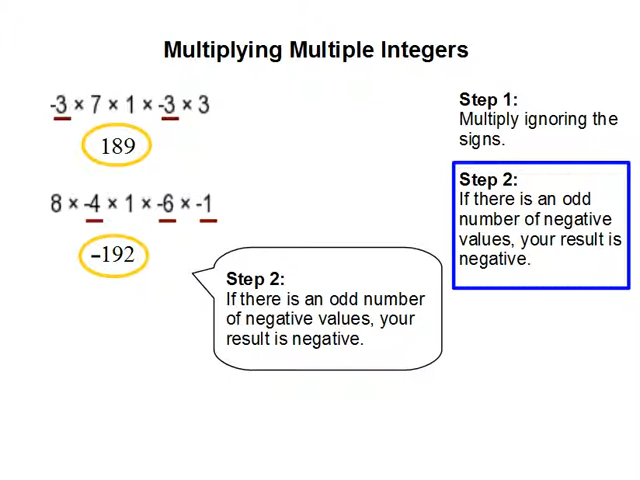 Multiplying Multiple Integers
-3 × 7 × 1 × -3 × 3
189
8 × -4 × 1 × -6 × -1
–192
Step 1:
Multiply ignoring the
signs.
Step 2:
If there is an odd
number of negative
values, your result is
negative.
Step 2:
If there is an odd number
of negative values, your
result is negative.